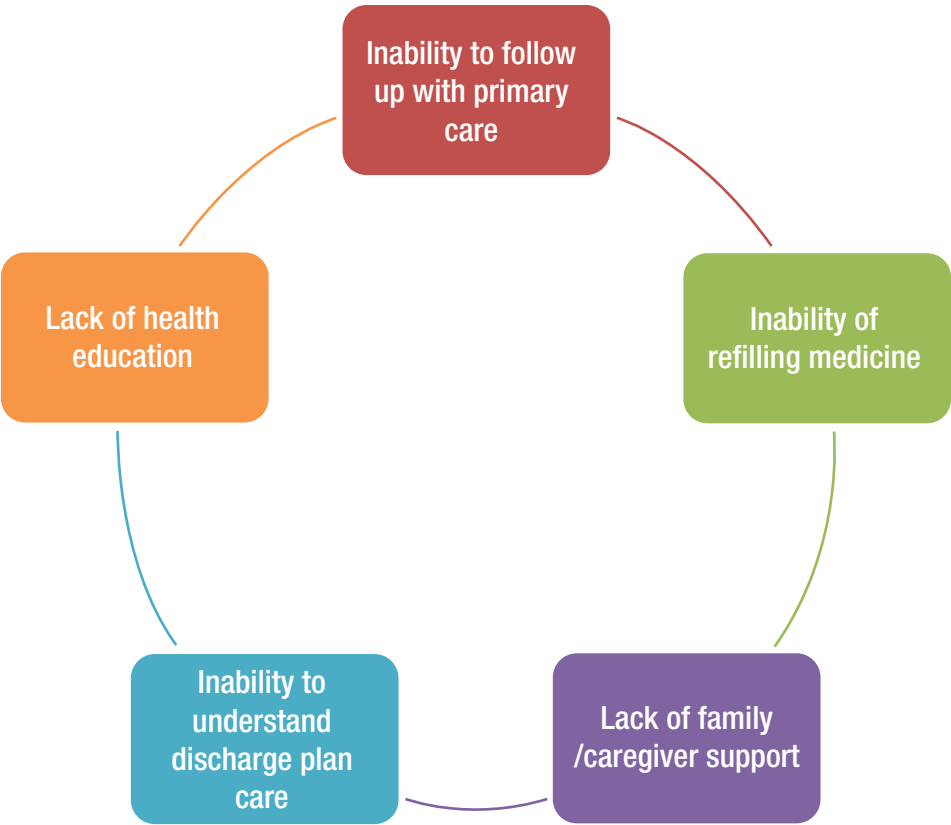 Inability to follow
up with primary
care
Lack of health
education
Inability of
refilling medicine
Inability to
understand
discharge plan
care
Lack of family
/caregiver support